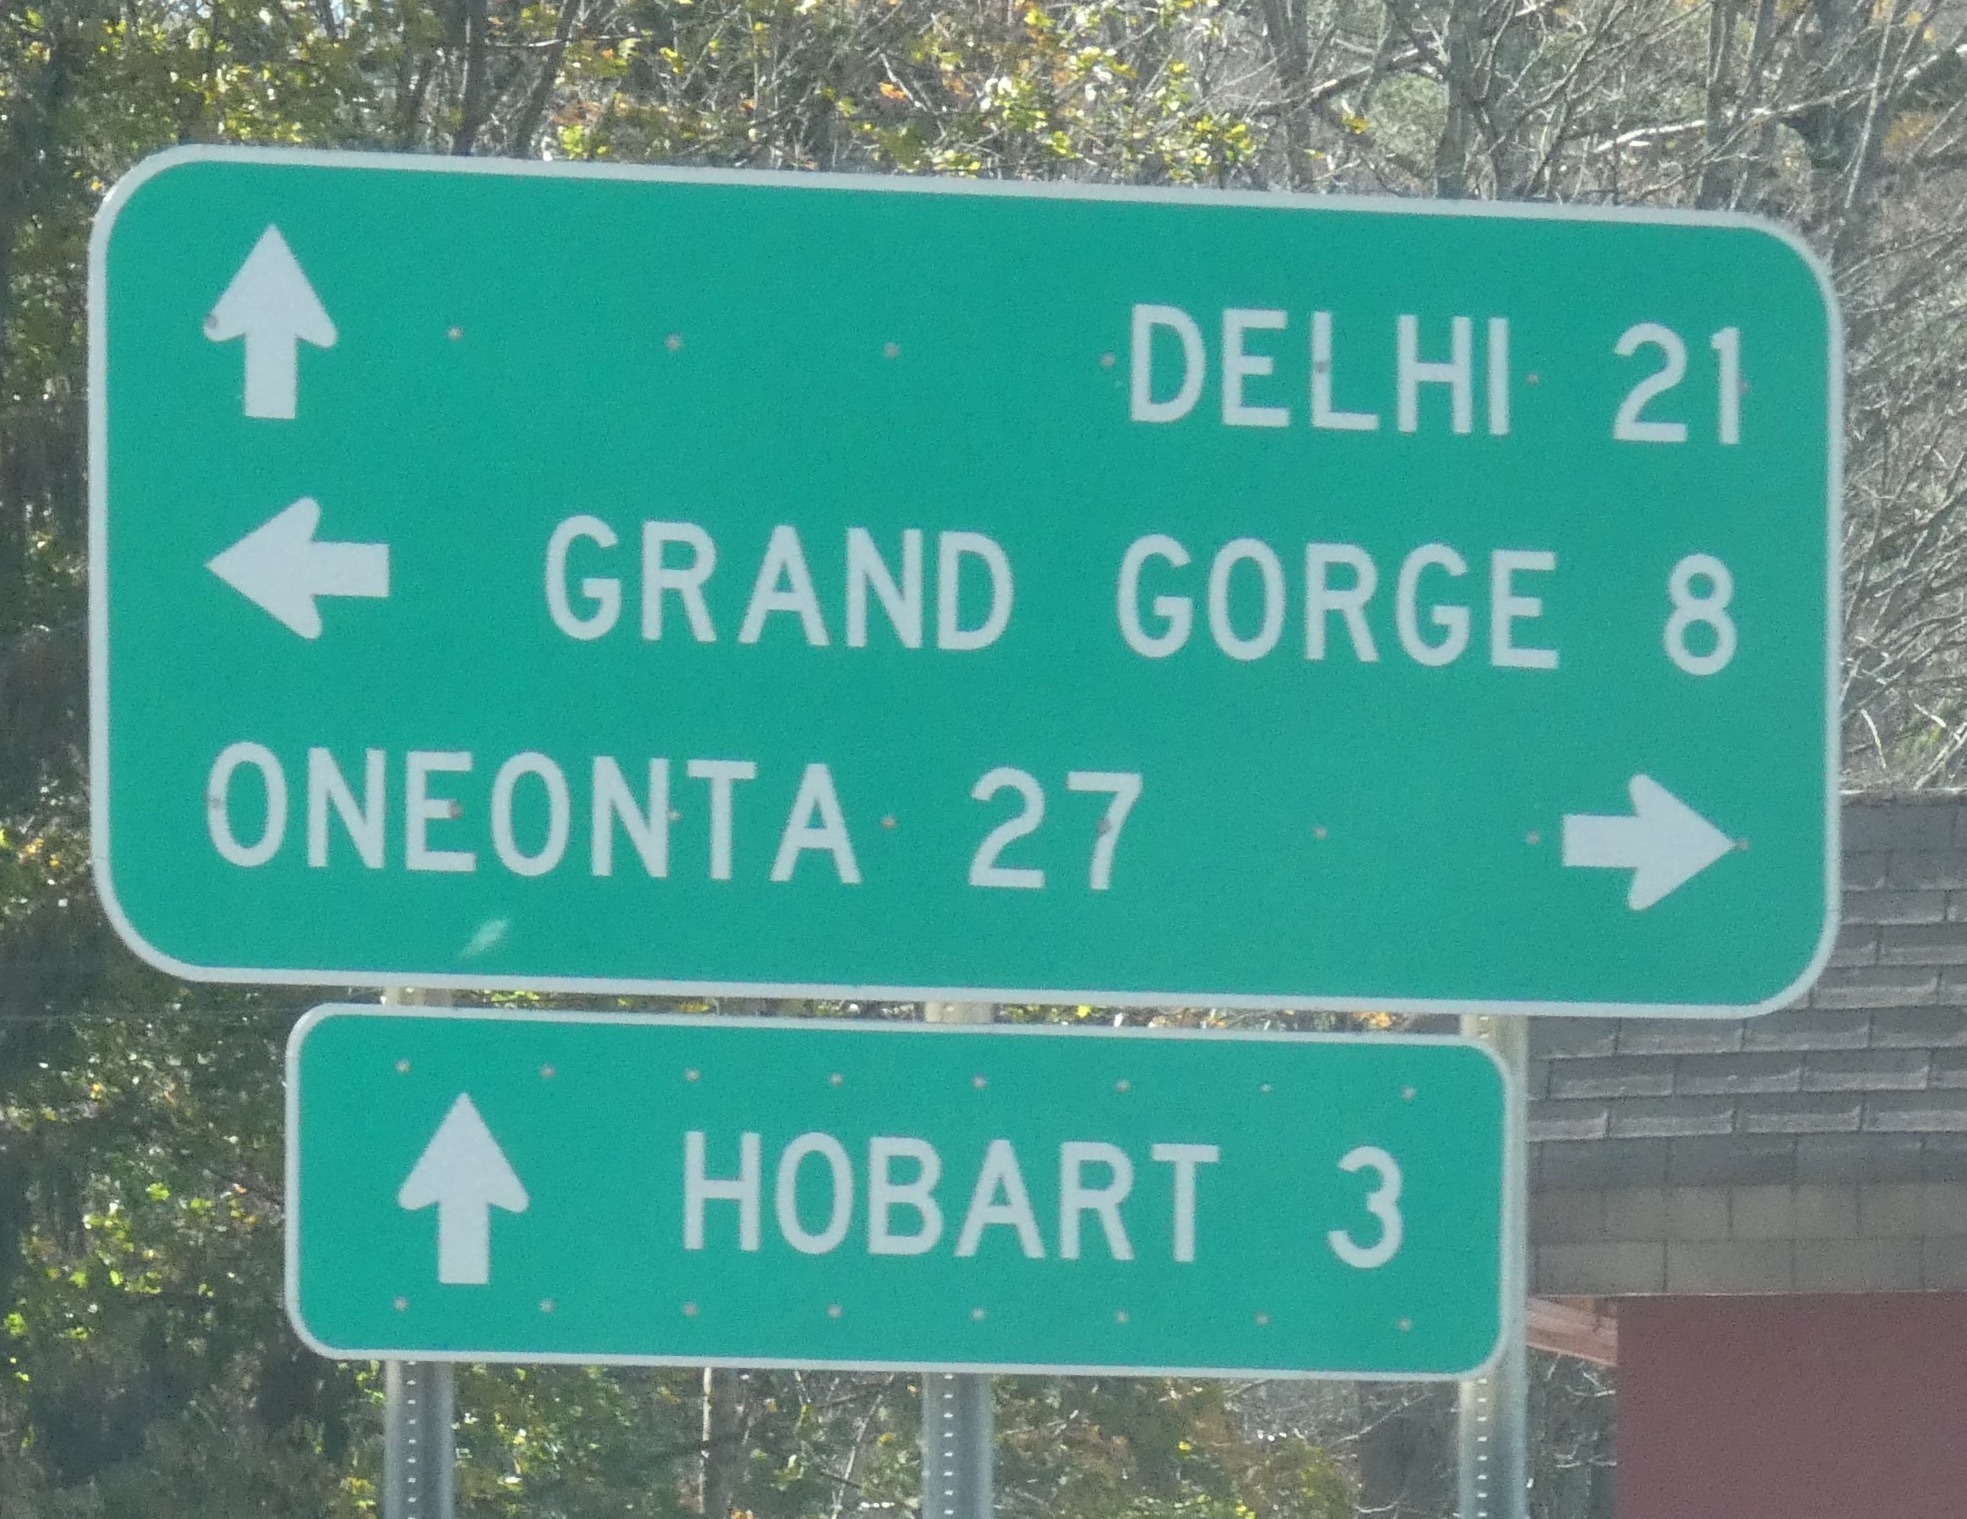 DELHI 21
GRAND GORGE 8
ONEONTA 27
HOBART 3